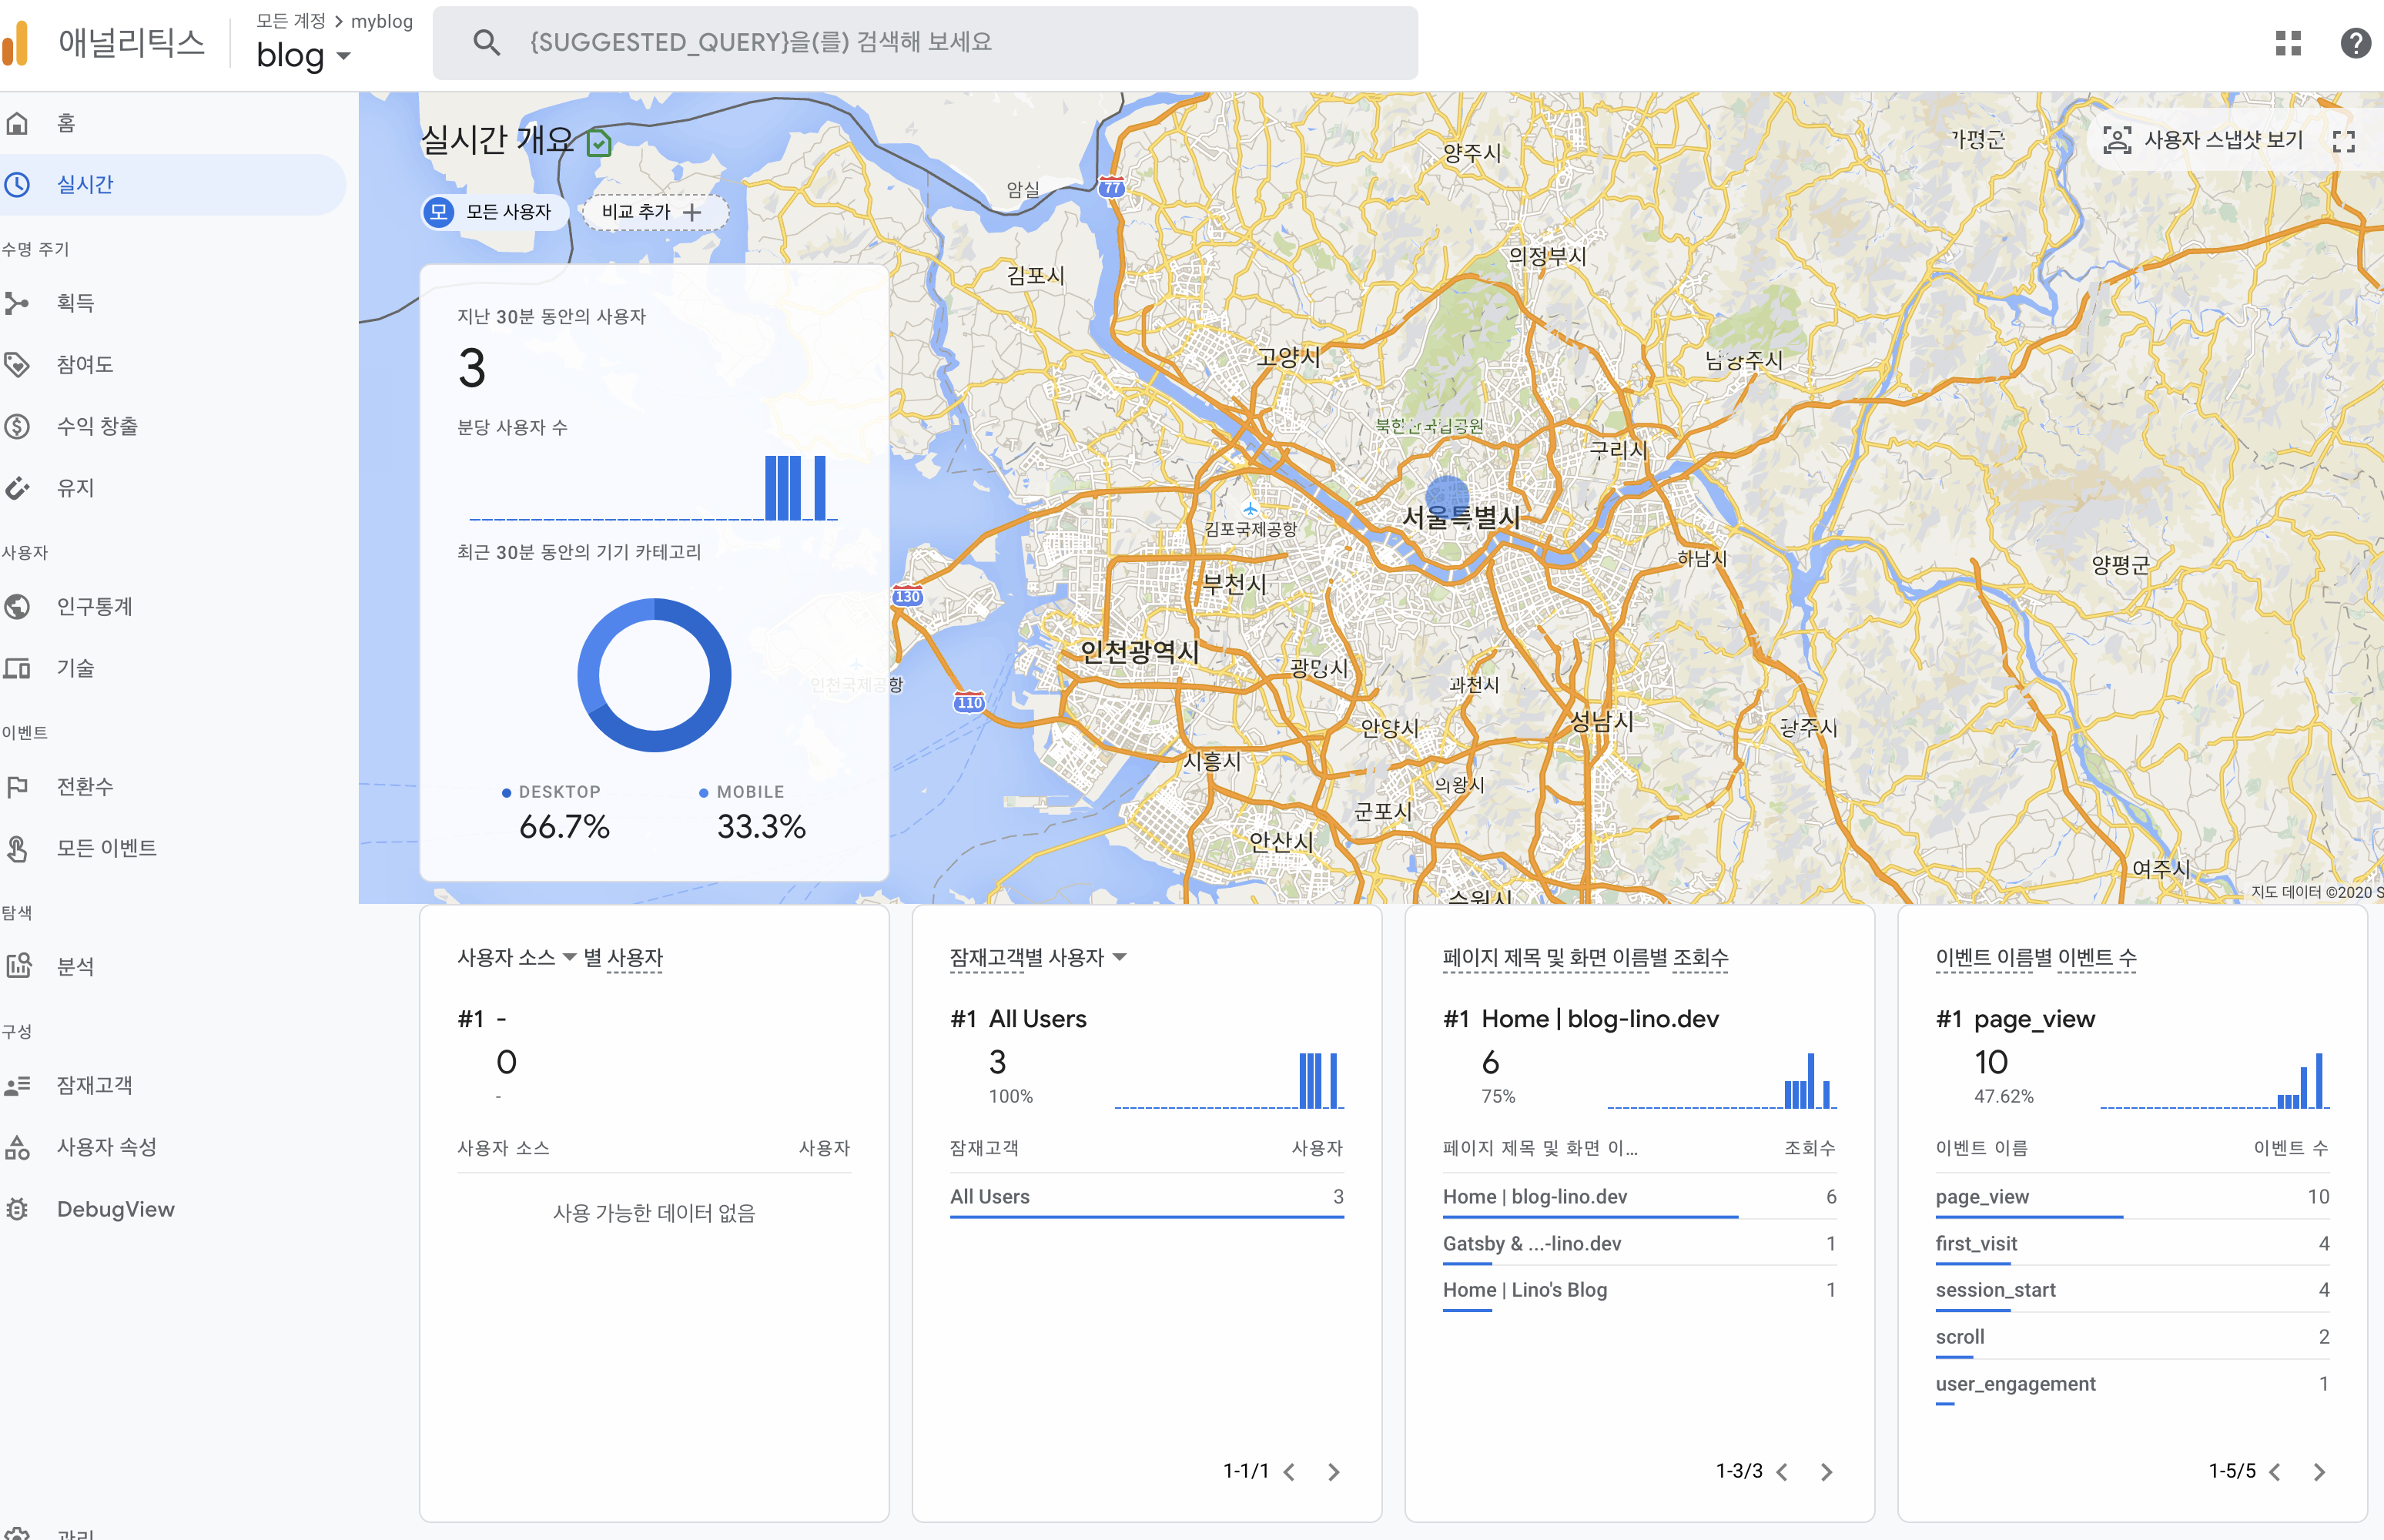 애널리틱스
모든 계정 > myblog
blog
{SUGGESTED_QUERY}을(를) 검색해 보세요
홈
실시간
수명 주기
획득
참여도
수익 창출
유지
사용자
인구통계
기술
이벤트
전환수
모든 이벤트
탐색
분석
구성
잠재고객
사용자 속성
DebugView
관리
실시간 개요
모 모든 사용자
비교 추가
사용자 스냅샷 보기
지난 30분 동안의 사용자
3
분당 사용자 수
최근 30분 동안의 기기 카테고리
DESKTOP
66.7%
MOBILE
33.3%
암실
77
양주시
가평군
김포시
의정부시
고양시
남양주시
북한산국립공원
구리시
김포국제공항
서울특별시
하남시
양평군
130
부천시
인천광역시
광명시
과천시
인천국제공항
110
안양시
성남시
광주시
시흥시
의왕시
군포시
안산시
여주시
수원시
지도 데이터 ©2020 S
사용자 소스 별 사용자
#1 -
0
-
사용자 소스 사용자
사용 가능한 데이터 없음
잠재고객별 사용자
#1 All Users
3
100%
잠재고객 사용자
All Users 3
1-1/1
페이지 제목 및 화면 이름별 조회수
#1 Home | blog-lino.dev
6
75%
페이지 제목 및 화면 이... 조회수
Home | blog-lino.dev 6
Gatsby & ...-lino.dev 1
Home | Lino's Blog 1
1-3/3
이벤트 이름별 이벤트 수
#1 page_view
10
47.62%
이벤트 이름 이벤트 수
page_view 10
first_visit 4
session_start 4
scroll 2
user_engagement 1
1-5/5